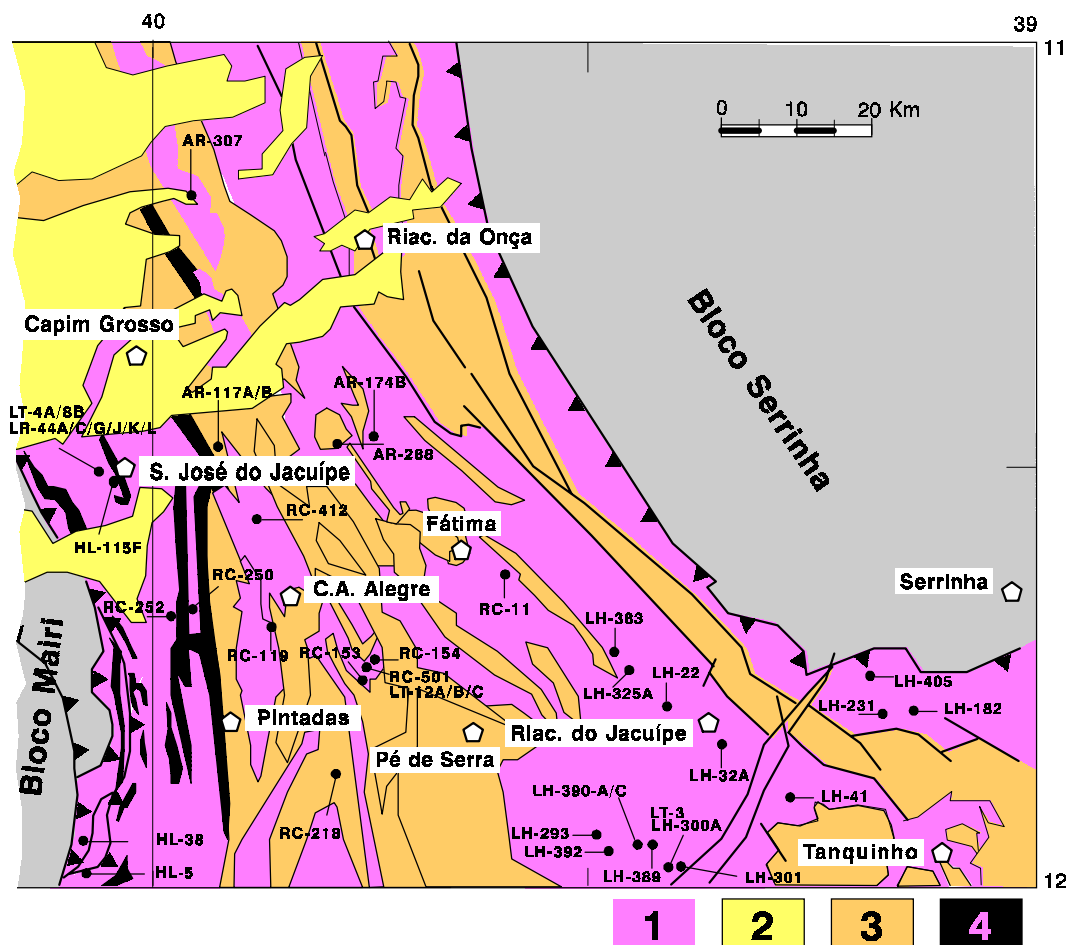 40
39
11
0 10 20 Km
AR-307
Riac. da Onça
Capim Grosso
Bloco Serrinha
AR-174B
AR-117A/B
LT-4A/8B
LR-44A/C/G/J/K/L
AR-288
S. José do Jacuípe
RC-412
Fátima
HL-115F
RC-250
C.A. Alegre
Serrinha
RC-252
RC-11
LH-383
Bloco Mairi
RC-119
RC-153
RC-154
RC-501
LT-12A/B/C
LH-22
LH-325A
LH-405
LH-231
LH-182
Pintadas
Riac. do Jacuípe
Pé de Serra
LH-32A
LH-390-A/C
LH-41
LT-3
LH-300A
RC-218
LH-293
HL-38
LH-392
Tanquinho
HL-5
LH-389
LH-301
12
1
2
3
4